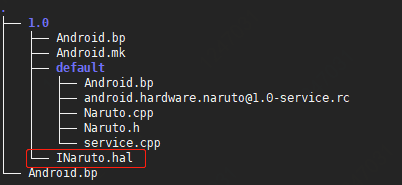 .
1.0
Android.bp
Android.mk
default
Android.bp
android.hardware.naruto@1.0-service.rc
Naruto.cpp
Naruto.h
service.cpp
INaruto.hal
Android.bp